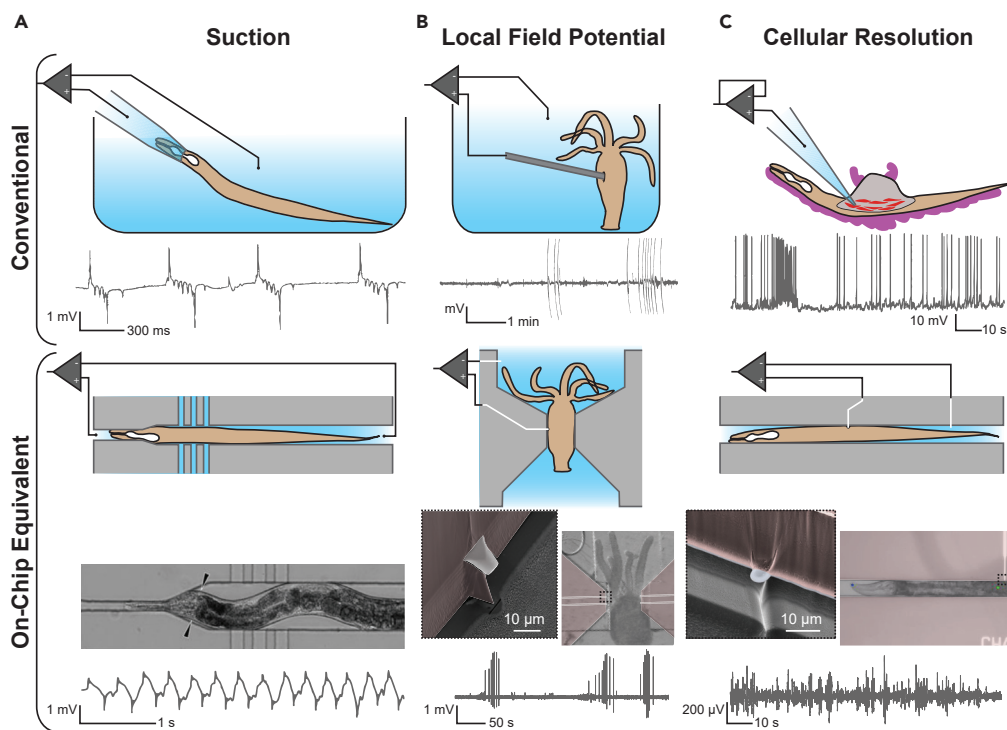 A
Suction
B
Local Field Potential
C
Cellular Resolution
Conventional
-
+
-
+
-
+
1 mV
300 ms
mV
1 min
10 mV
10 s
On-Chip Equivalent
-
+
-
+
-
+
10 µm
10 µm
CHA
1 mV
1 s
1 mV
50 s
200 µV
10 s